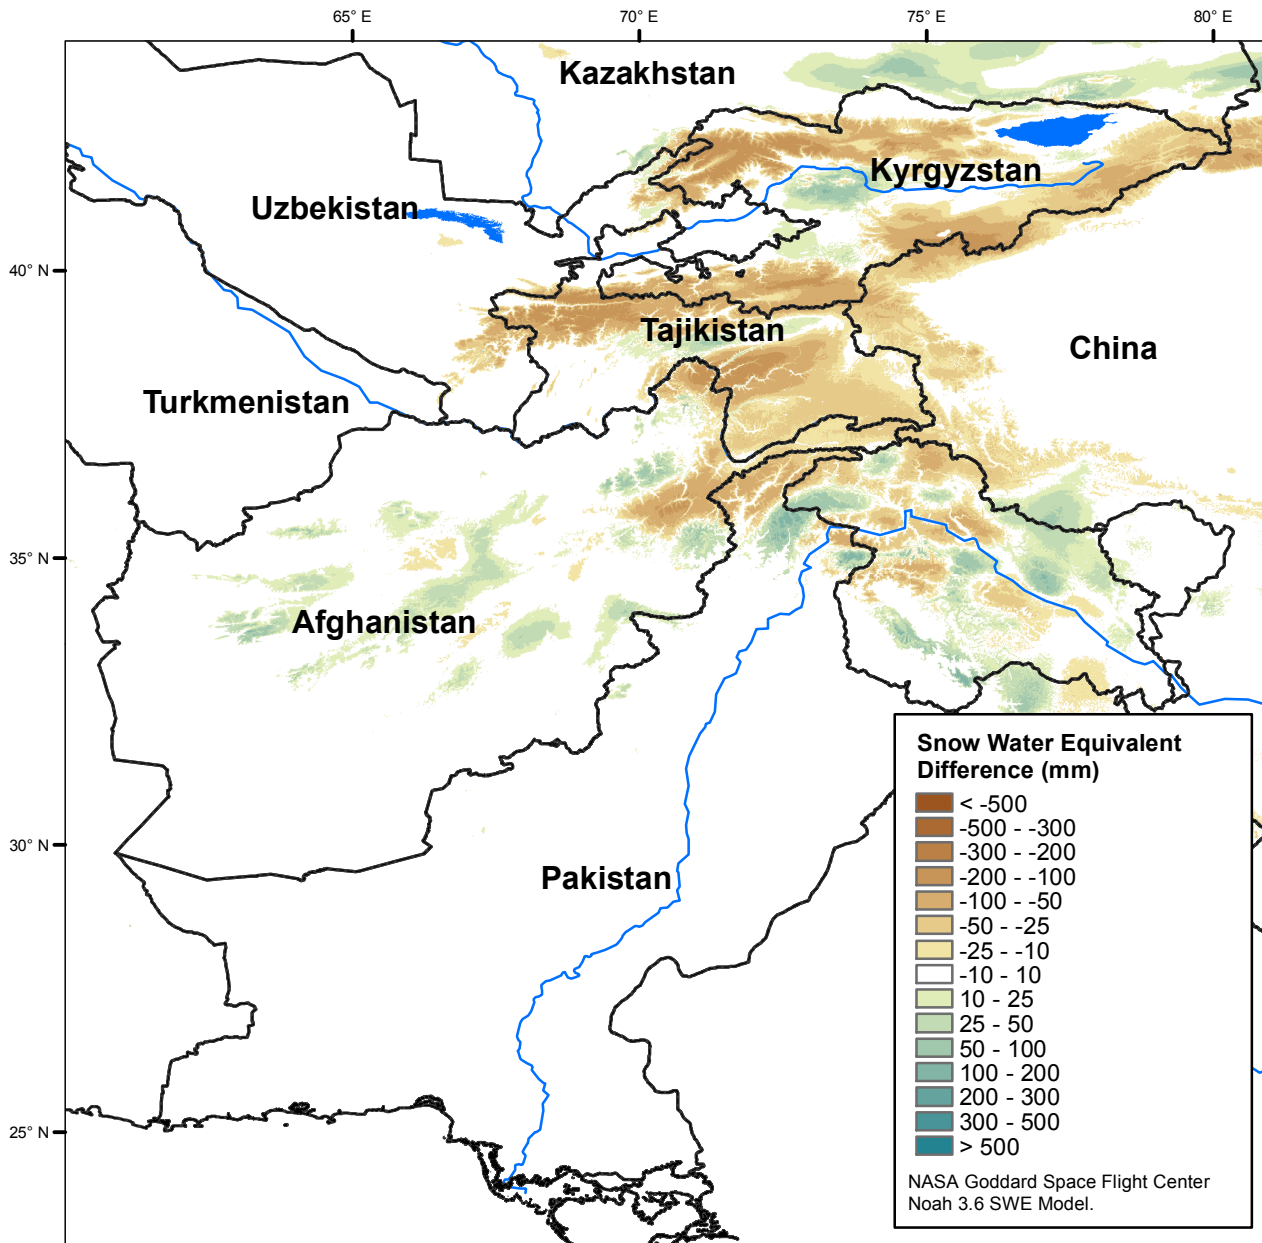 65° E
70° E
75° E
80° E
Kazakhstan
Kyrgyzstan
Uzbekistan
40° N
Tajikistan
China
Turkmenistan
35° N
Afghanistan
30° N
Pakistan
25° N
Snow Water Equivalent
Difference (mm)
< -500
-500 - -300
-300 - -200
-200 - -100
-100 - -50
-50 - -25
-25 - -10
-10 - 10
10 - 25
25 - 50
50 - 100
100 - 200
200 - 300
300 - 500
> 500
NASA Goddard Space Flight Center
Noah 3.6 SWE Model.